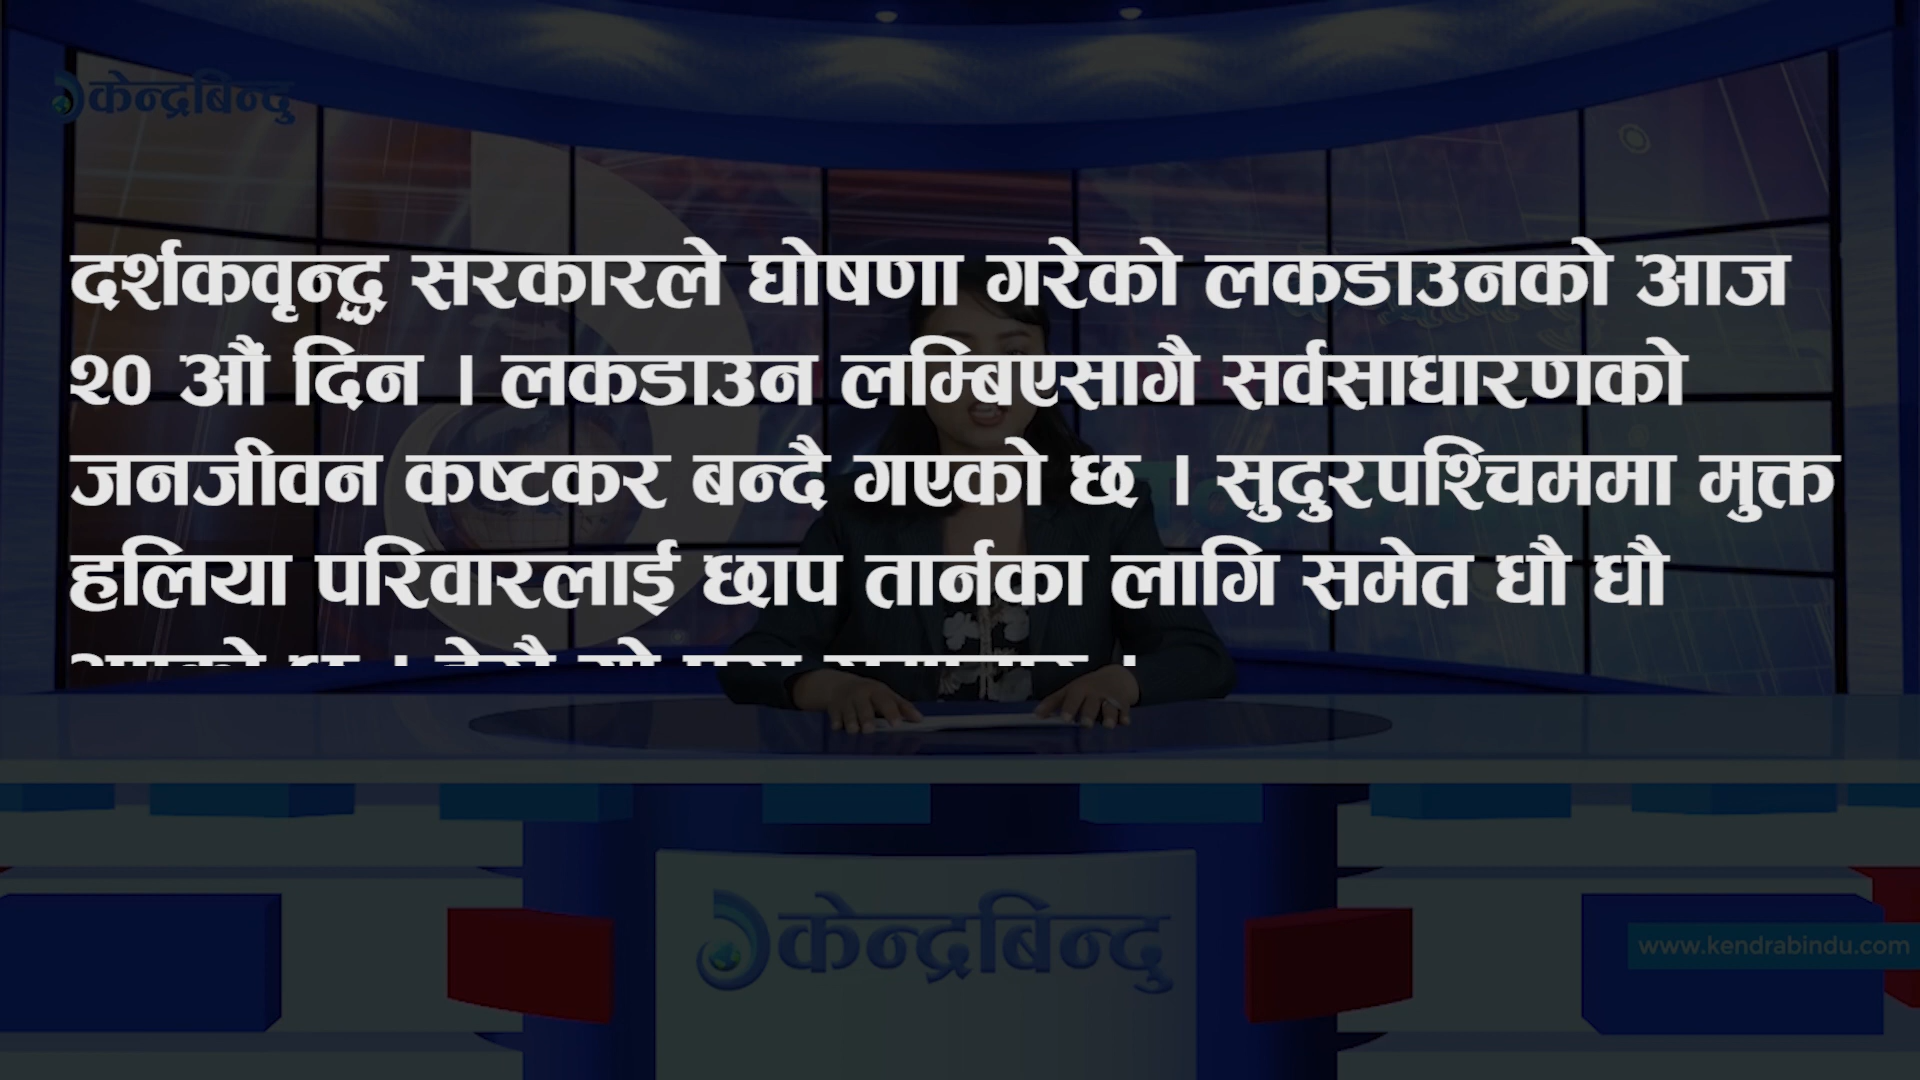 केन्द्रबिन्दु
दर्शकवृन्द्ध सरकारले घोषणा गरेको लकडाउनको आज
२० औं दिन । लकडाउन लम्बिएसागै सर्वसाधारणको
जनजीवन कष्टकर बन्दै गएको छ । सुदुरपश्चिममा मुक्त
हलिया परिवारलाई छाप तार्नका लागि समेत धौ धौ
केन्द्रबिन्दु
www.kendrabindu.com